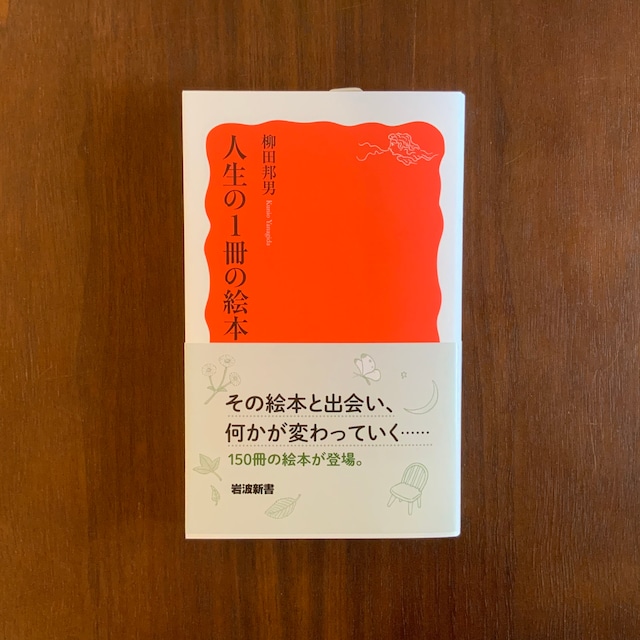 人生の1冊の絵本
柳田邦男
Kunio Yanagida
その絵本と出会い、
何かが変わっていく……
150冊の絵本が登場。
岩波新書